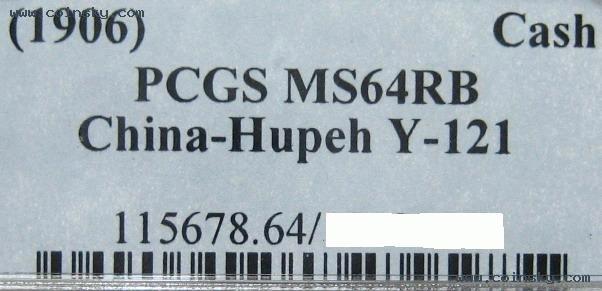 www.coinsky.com
(1906) Cash
PCGS MS64RB
China-Hupeh Y-121
115678.64/
www.coinsky.com